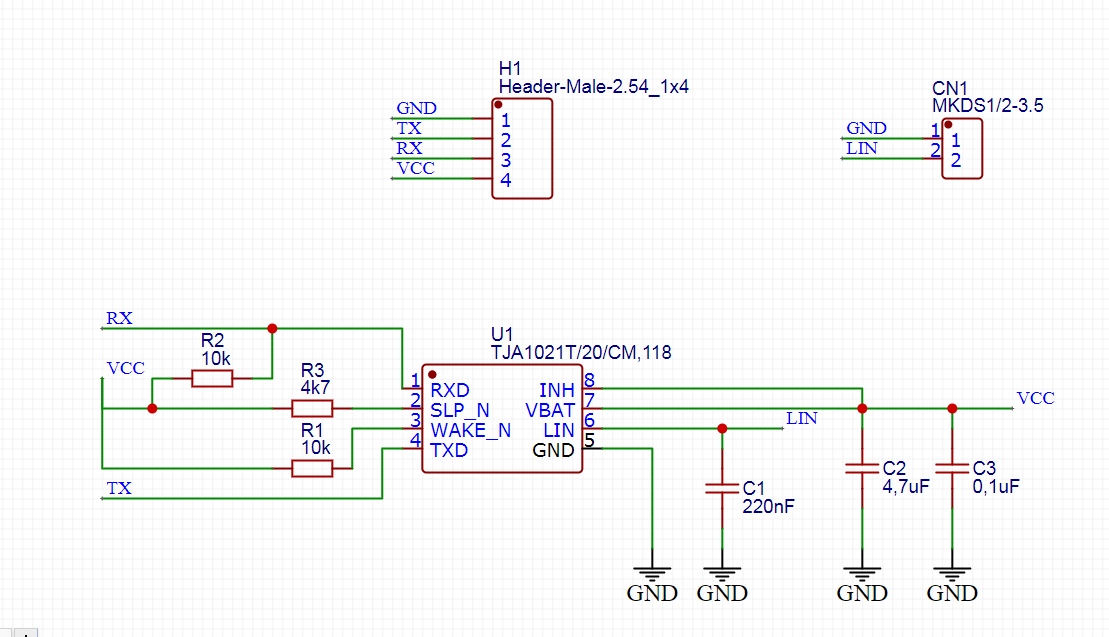 H1
Header-Male-2.54_1x4
GND
TX
RX
VCC
1
2
3
4
CN1
MKDS1/2-3.5
GND
LIN
1
2
1
2
RX
VCC
TX
R2
10k
R3
4k7
R1
10k
U1
TJA1021T/20/CM,118
1
2
3
4
RXD
SLP_N
WAKE_N
TXD
INH
VBAT
LIN
GND
8
7
6
5
LIN
VCC
C1
220nF
C2
4,7uF
C3
0,1uF
GND
GND
GND
GND